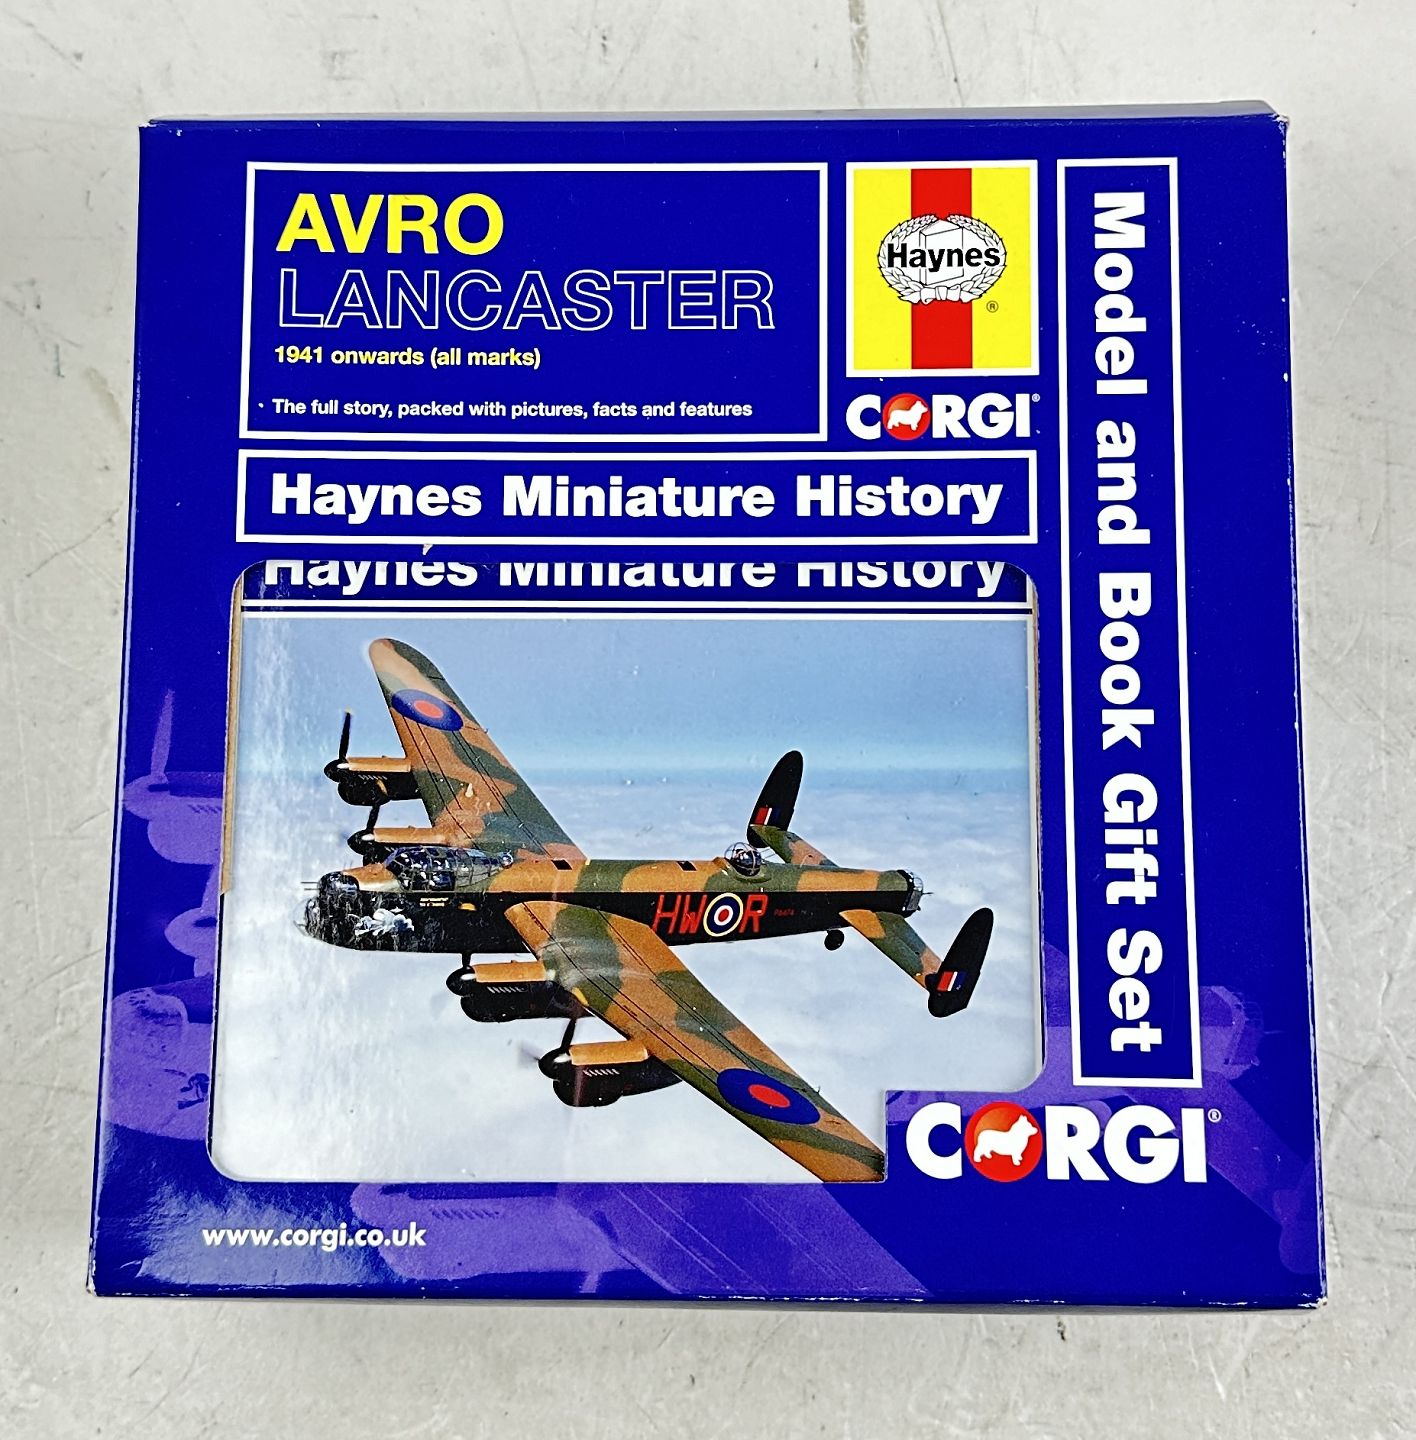 AVRO
LANCASTER
1941 onwards (all marks)
The full story, packed with pictures, facts and features
Haynes
®
CORGI®
Model and Book Gift Set
Haynes Miniature History
Haynes Miniature History
HW R
CORGI®
www.corgi.co.uk